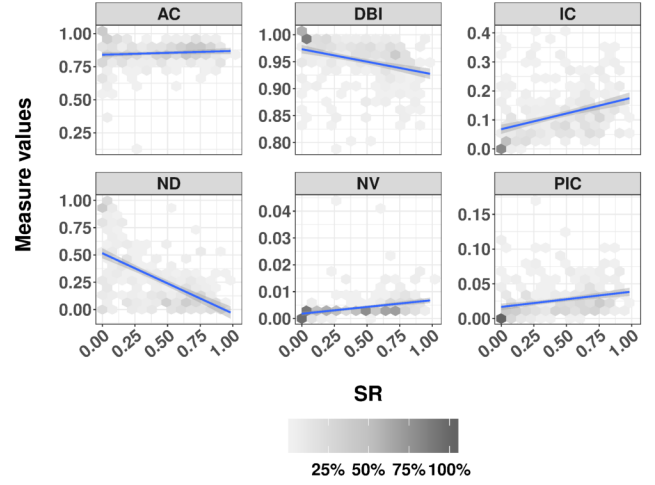 AC DBI IC
1.00 0.75 0.50 0.25
1.00 0.95 0.90 0.85 0.80
0.4 0.3 0.2 0.1 0.0
Measure values
ND NV PIC
1.00 0.75 0.50 0.25 0.00
0.04 0.03 0.02 0.01 0.00
0.15 0.10 0.05 0.00
0.00 0.25 0.50 0.75 1.00 0.00 0.25 0.50 0.75 1.00 0.00 0.25 0.50 0.75 1.00
SR
25% 50% 75% 100%